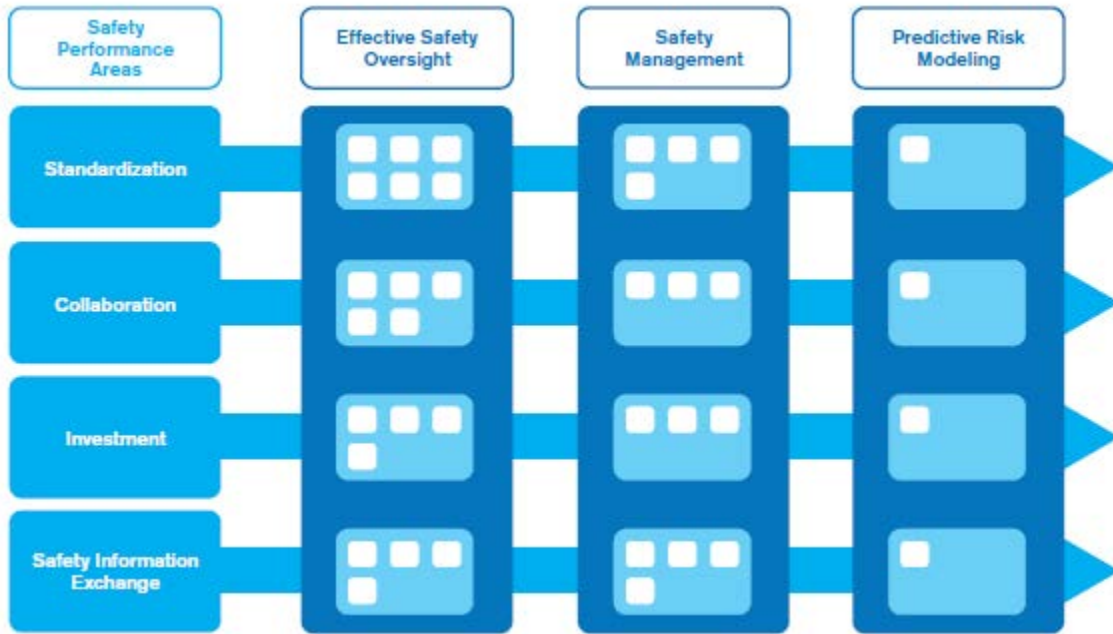 Safety
Performance
Areas
Effective Safety
Oversight
Safety
Management
Predictive Risk
Modeling
Standardization
Collaboration
Investment
Safety Information
Exchange